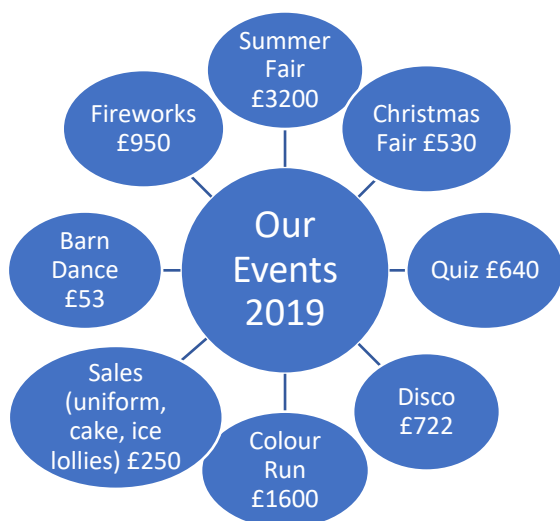 Our
Events
2019
Summer
Fair
£3200
Christmas
Fair £530
Quiz £640
Disco
£722
Colour
Run
£1600
Sales
(uniform,
cake, ice
lollies) £250
Barn
Dance
£53
Fireworks
£950